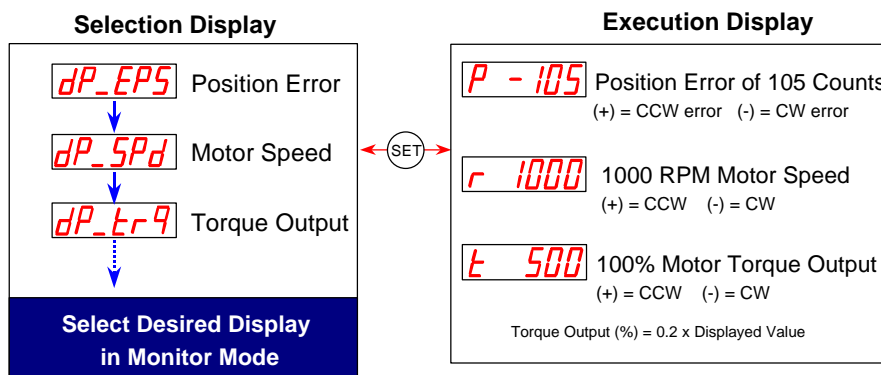 Selection Display
dP_EPS Position Error
dP_SPd Motor Speed
dP_trq Torque Output
Select Desired Display
in Monitor Mode
SET
Execution Display
P -105 Position Error of 105 Counts
(+) = CCW error (-) = CW error
r 1000 1000 RPM Motor Speed
(+) = CCW (-) = CW
t 500 100% Motor Torque Output
(+) = CCW (-) = CW
Torque Output (%) = 0.2 x Displayed Value